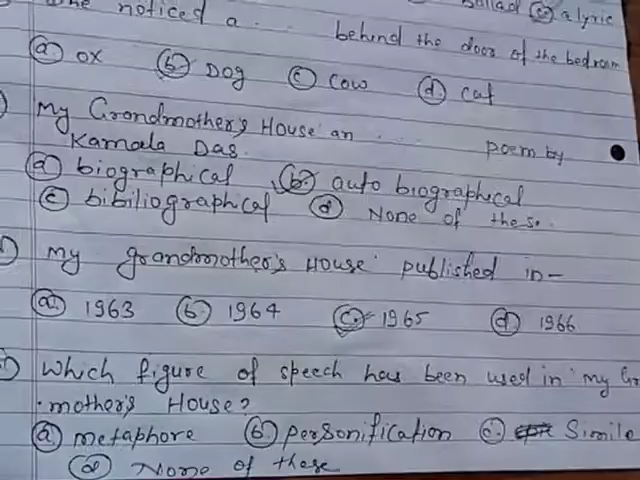 Ballad (c) a lyric
noticed a . . . behind the door of the bedroom
(a) ox (b) Dog (c) Cow (d) cat
My Grandmother's House an . . . . poem by
Kamala Das.
(a) biographical (b) auto biographical
(c) bibiliographical (d) None of these.
My grandmother's House published in-
(a) 1963 (b) 1964 (c) 1965 (d) 1966
Which figure of speech has been used in my Gr
mother's House?
(a) metaphore (b) personification (c) Simile
(d) None of these